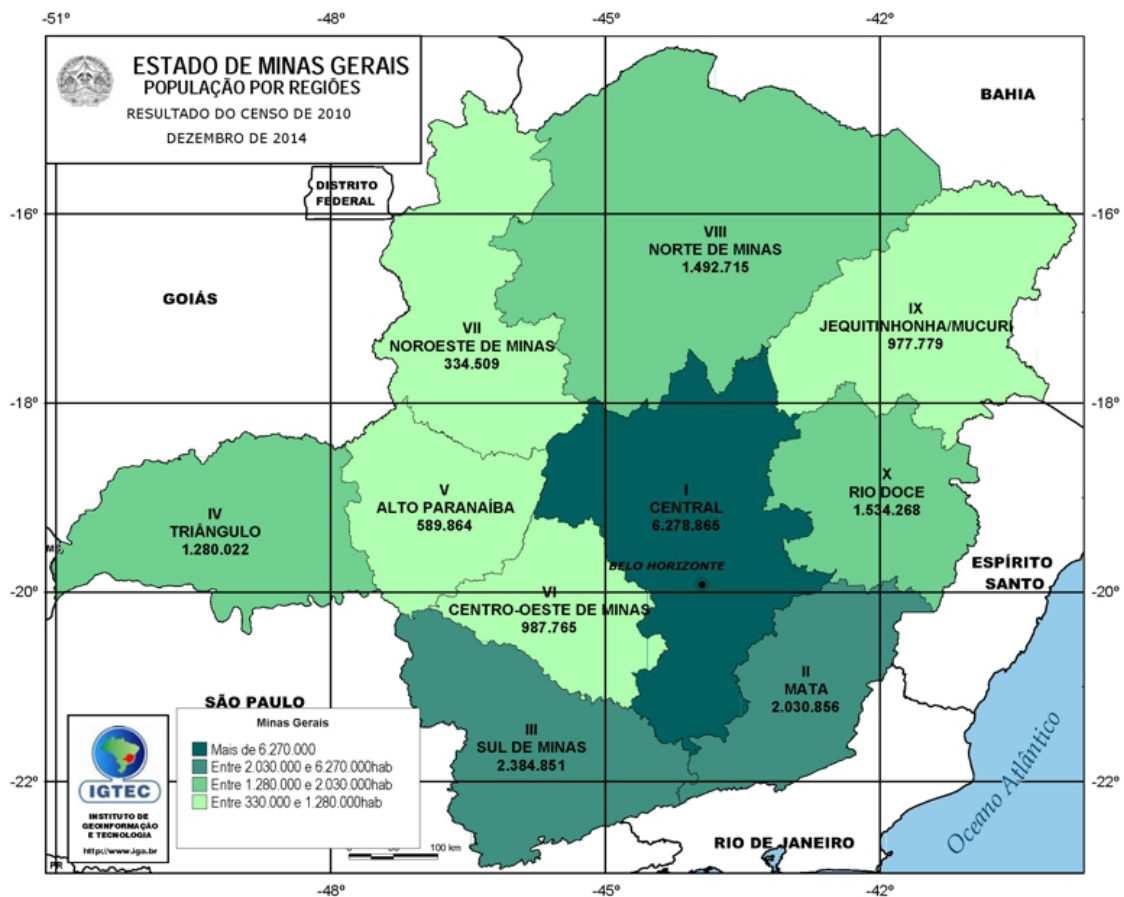 -51º
-48º
-45º
-42º
ESTADO DE MINAS GERAIS
POPULAÇÃO POR REGIÕES
RESULTADO DO CENSO DE 2010
DEZEMBRO DE 2014
BAHIA
DISTRITO
FEDERAL
-16º
-16º
VIII
NORTE DE MINAS
1.492.715
GOIÁS
IX
JEQUITINHONHA/MUCURI
977.779
VII
NOROESTE DE MINAS
334.509
-18º
-18º
V
ALTO PARANAÍBA
589.864
I
CENTRAL
6.278.865
X
RIO DOCE
1.534.268
IV
TRIÂNGULO
1.280.022
BELO HORIZONTE
ESPÍRITO
SANTO
-20º
-20º
VI
CENTRO-OESTE DE MINAS
987.765
II
MATA
2.030.856
SÃO PAULO
III
SUL DE MINAS
2.384.851
Minas Gerais
Mais de 6.270.000
Entre 2.030.000 e 6.270.000hab
Entre 1.280.000 e 2.030.000hab
Entre 330.000 e 1.280.000hab
IGTEC
INSTITUTO DE
GEOINFORMAÇÃO
E TECNOLOGIA
http://www.iga.br
-22º
-22º
Oceano Atlântico
RIO DE JANEIRO
100 km
PR
-48º
-45º
-42º